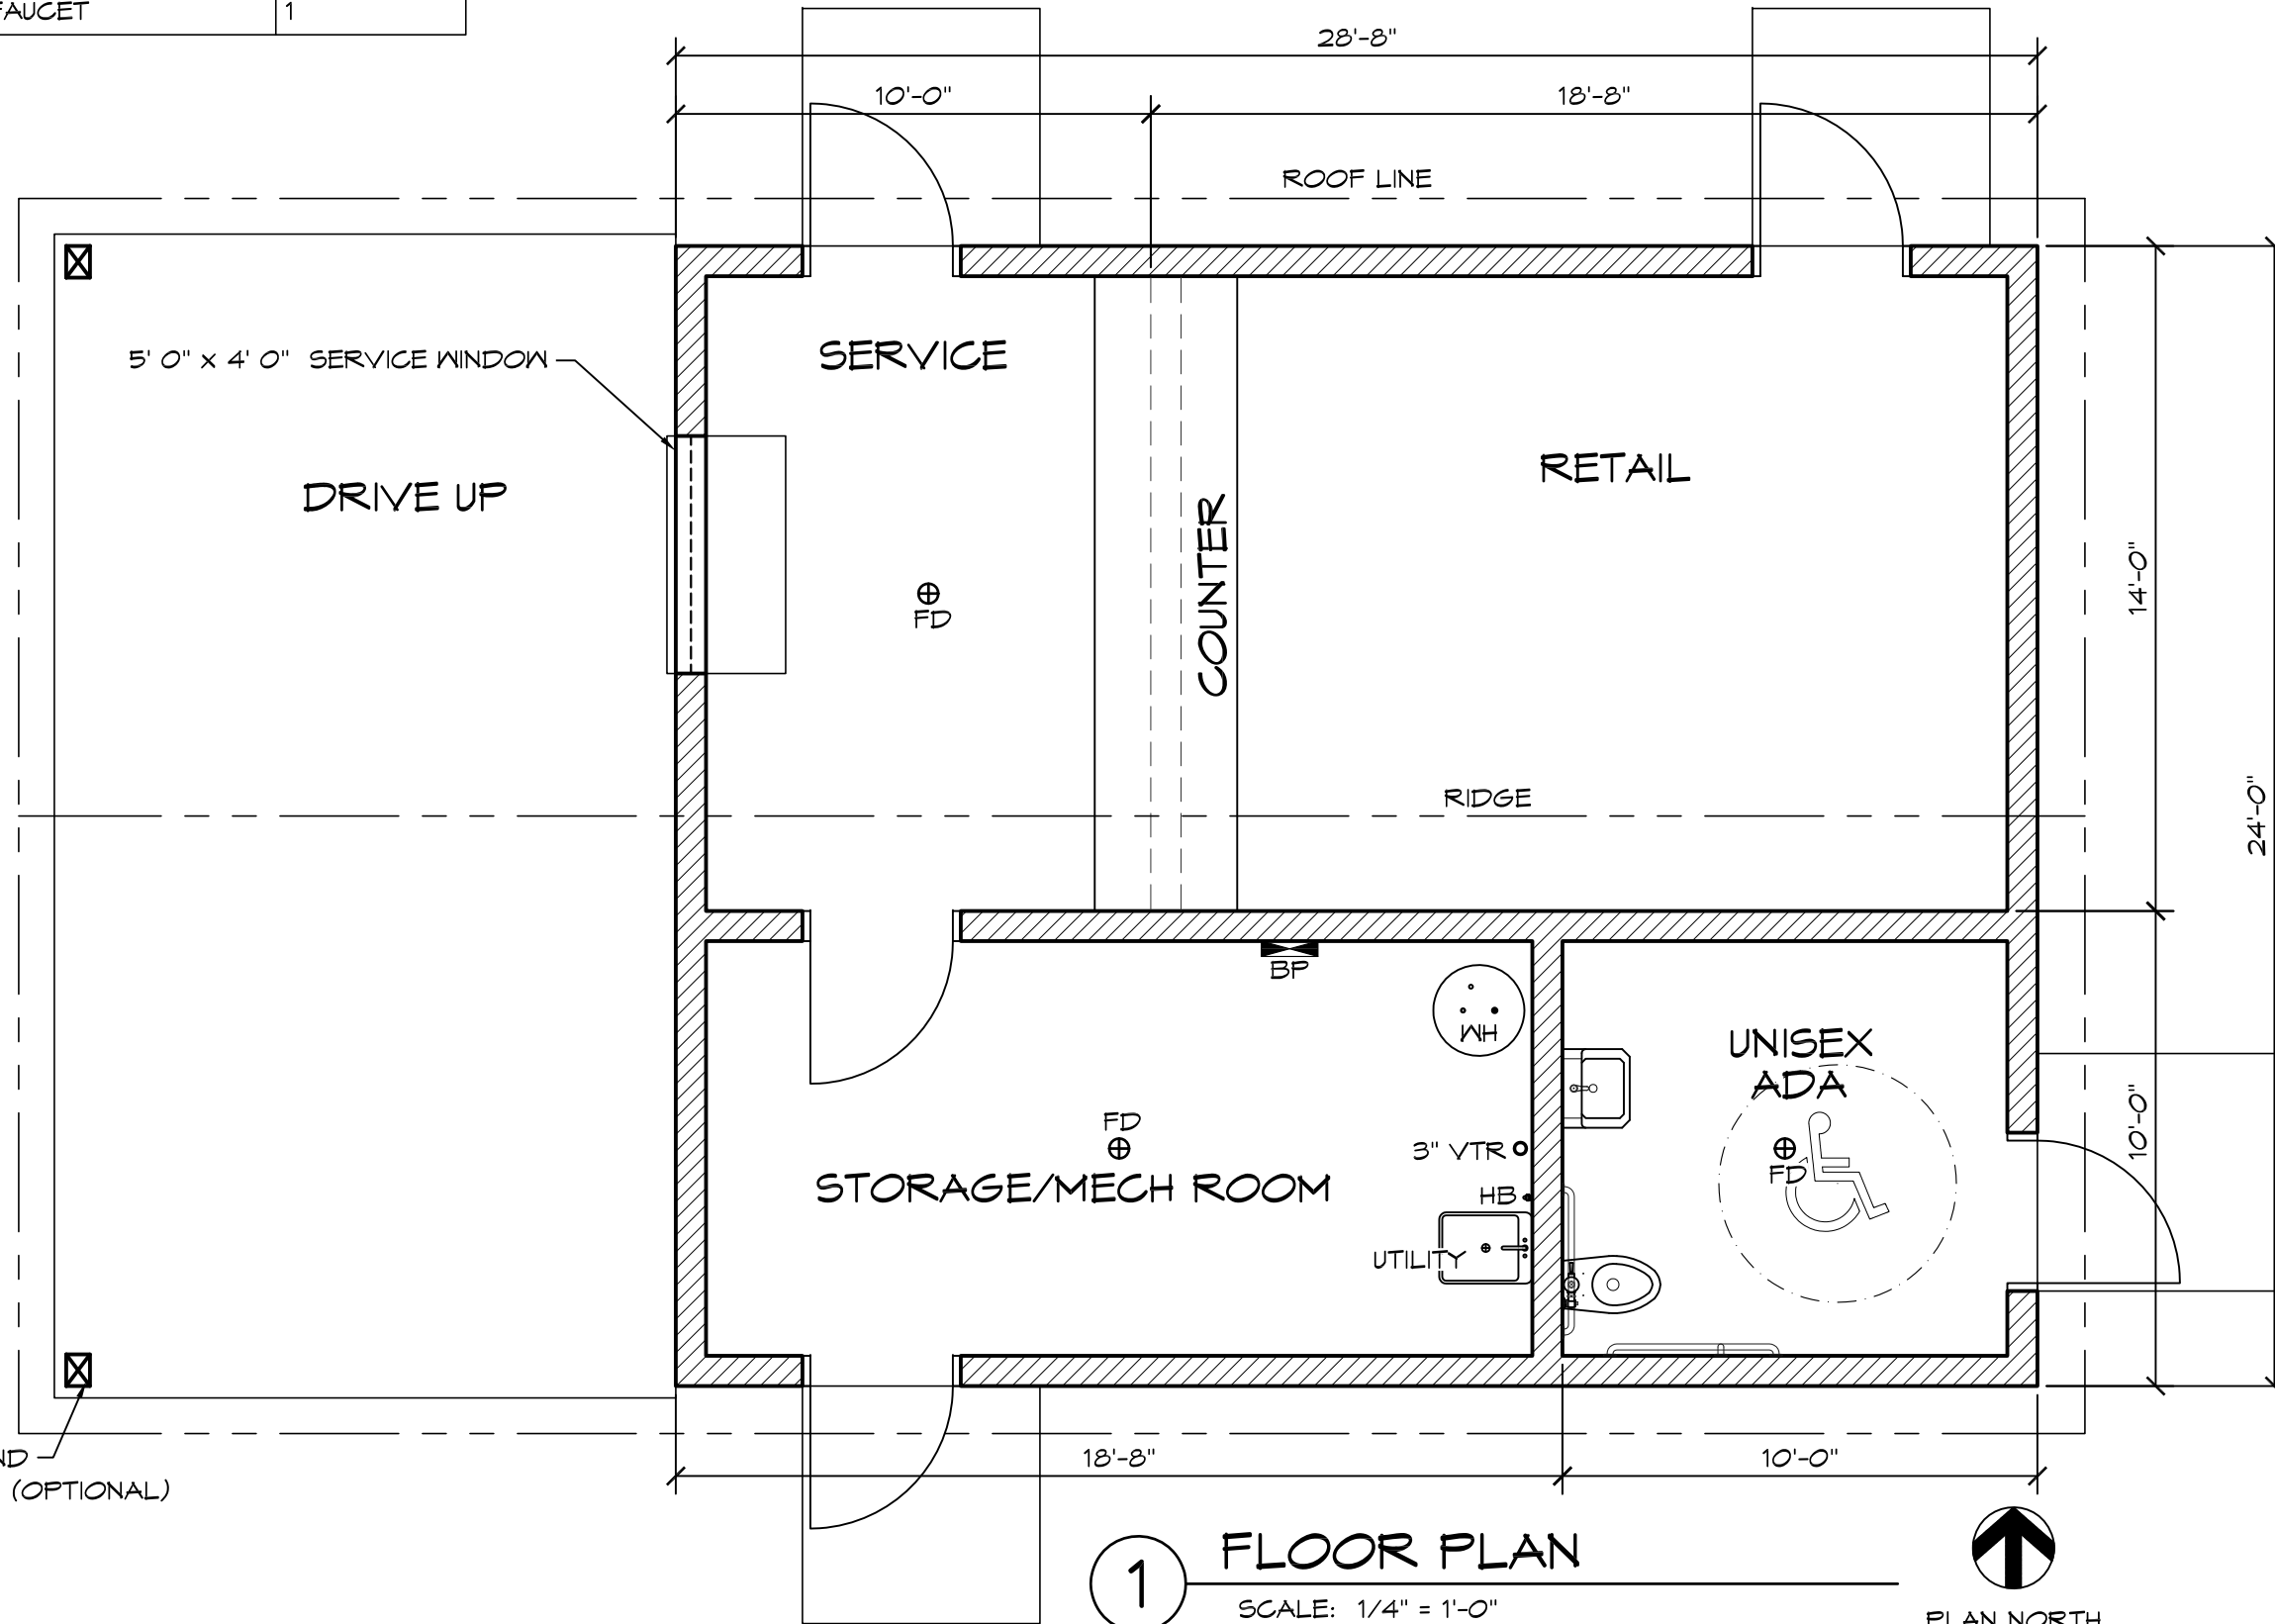 FAUCET 1
28'-8"
10'-0" 18'-8"
ROOF LINE
5' 0" x 4' 0" SERVICE WINDOW
SERVICE
DRIVE UP
RETAIL
COUNTER
FD
14'-0"
RIDGE
24'-0"
BP
WH
UNISEX
ADA
10'-0"
FD
3" VTR
FD
STORAGE/MECH ROOM
HB
UTILITY
18'-8" 10'-0"
(OPTIONAL)
1
FLOOR PLAN
SCALE: 1/4" = 1'-0"
PLAN NORTH